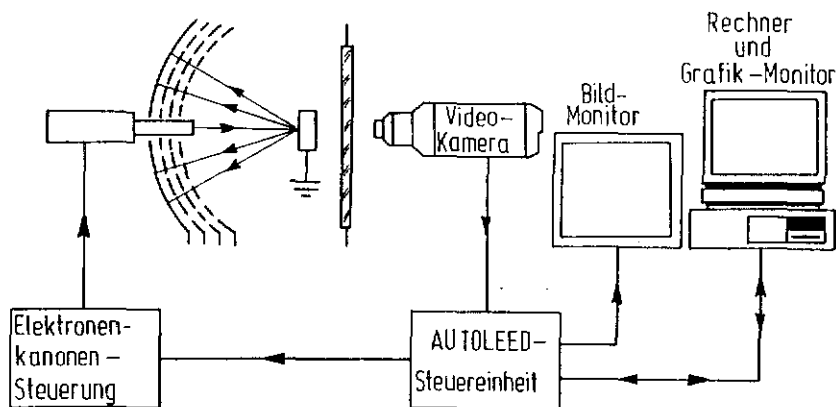 Rechner
und
Grafik-Monitor
Bild-
Monitor
Video-
Kamera
Elektronen-
kanonen-
Steuerung
AUTOLEED-
Steuereinheit